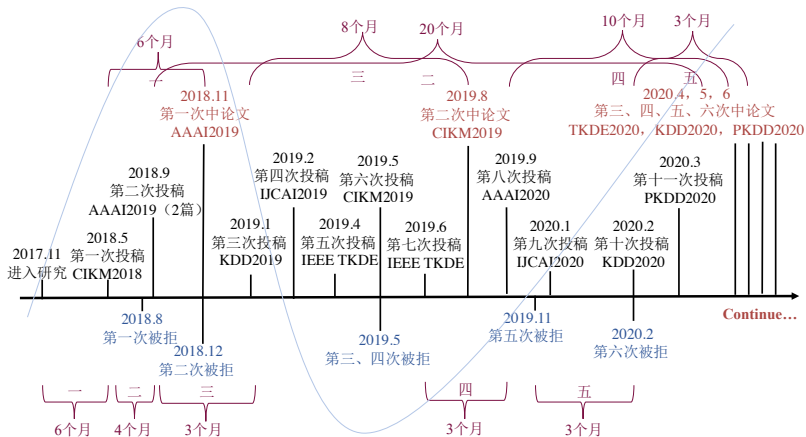 8个月
20个月
10个月
3个月
6个月
一
三
二
四
五
2018.11
第一次中论文
AAAI2019
2019.8
第二次中论文
CIKM2019
2020.4，5，6
第三、四、五、六次中论文
TKDE2020，KDD2020，PKDD2020
2018.9
第二次投稿
AAAI2019（2篇）
2019.2
第四次投稿
IJCAI2019
2019.5
第六次投稿
CIKM2019
2019.9
第八次投稿
AAAI2020
2020.3
第十一次投稿
PKDD2020
2017.11
进入研究
2018.5
第一次投稿
CIKM2018
2019.1
第三次投稿
KDD2019
2019.4
第五次投稿
IEEE TKDE
2019.6
第七次投稿
IEEE TKDE
2020.1
第九次投稿
IJCAI2020
2020.2
第十次投稿
KDD2020
2018.8
第一次被拒
2018.12
第二次被拒
2019.5
第三、四次被拒
2019.11
第五次被拒
2020.2
第六次被拒
Continue…
一
二
三
四
五
6个月
4个月
3个月
3个月
3个月